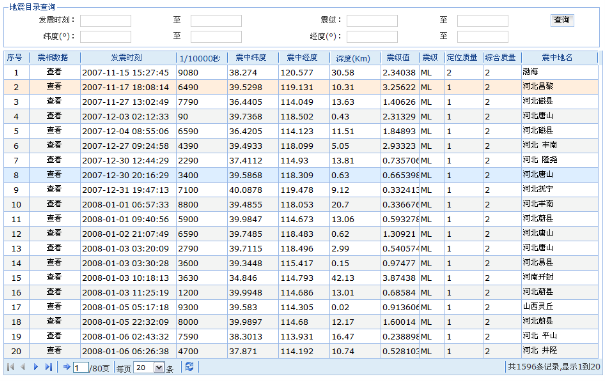 地震目录查询
发震时刻: 至 震级: 至 查询
纬度(°): 至 经度(°): 至
序号 震相数据 发震时刻 1/10000秒 震中纬度 震中经度 深度(Km) 震级值 震级 定位质量 综合质量 震中地名
1 查看 2007-11-15 15:27:45 9080 38.274 120.577 30.58 2.34038 ML 2 2 渤海
2 查看 2007-11-17 18:08:14 6490 39.5298 119.131 10.31 3.25622 ML 1 2 河北昌黎
3 查看 2007-11-27 13:02:49 7790 36.4405 114.049 13.63 1.40626 ML 1 2 河北磁县
4 查看 2007-12-03 02:12:33 90 39.7368 118.502 0.43 2.31329 ML 1 2 河北唐山
5 查看 2007-12-04 08:55:06 6590 36.4205 114.123 11.51 1.84893 ML 1 2 河北磁县
6 查看 2007-12-27 09:24:58 4390 39.4933 118.099 5.05 2.93323 ML 1 2 河北 丰南
7 查看 2007-12-30 12:44:29 2290 37.4112 114.93 13.81 0.735706 ML 1 2 河北 隆尧
8 查看 2007-12-30 20:16:29 3400 39.5868 118.309 0.63 0.665398 ML 1 2 河北唐山
9 查看 2007-12-31 19:47:13 7100 40.0878 119.478 9.12 0.332413 ML 1 2 河北抚宁
10 查看 2008-01-01 06:57:33 8800 39.4855 118.053 20.7 0.336676 ML 1 2 河北丰南
11 查看 2008-01-01 09:40:56 5900 39.9847 114.673 13.06 0.593278 ML 1 2 河北蔚县
12 查看 2008-01-02 21:07:49 6590 39.7485 118.483 0.62 1.30921 ML 1 2 河北唐山
13 查看 2008-01-03 03:20:09 2790 39.7115 118.496 2.99 0.540574 ML 1 2 河北唐山
14 查看 2008-01-03 03:30:28 3600 39.3448 115.417 0.15 0.97477 ML 1 2 河北易县
15 查看 2008-01-03 10:18:13 3630 34.846 114.793 42.13 3.87438 ML 1 2 河南开封
16 查看 2008-01-03 11:25:19 1200 39.9948 114.686 13.01 0.68584 ML 1 2 河北蔚县
17 查看 2008-01-05 05:17:18 9300 39.583 114.305 0.02 0.913606 ML 1 2 山西灵丘
18 查看 2008-01-05 22:32:09 8000 39.9897 114.68 12.17 1.60014 ML 1 2 河北蔚县
19 查看 2008-01-06 02:43:32 7590 38.3013 113.931 16.47 0.238898 ML 1 2 河北 平山
20 查看 2008-01-06 06:26:38 4700 37.871 114.192 10.74 0.528103 ML 1 2 河北 井陉
1 /80页 每页 20 条 共1596条记录,显示1到20